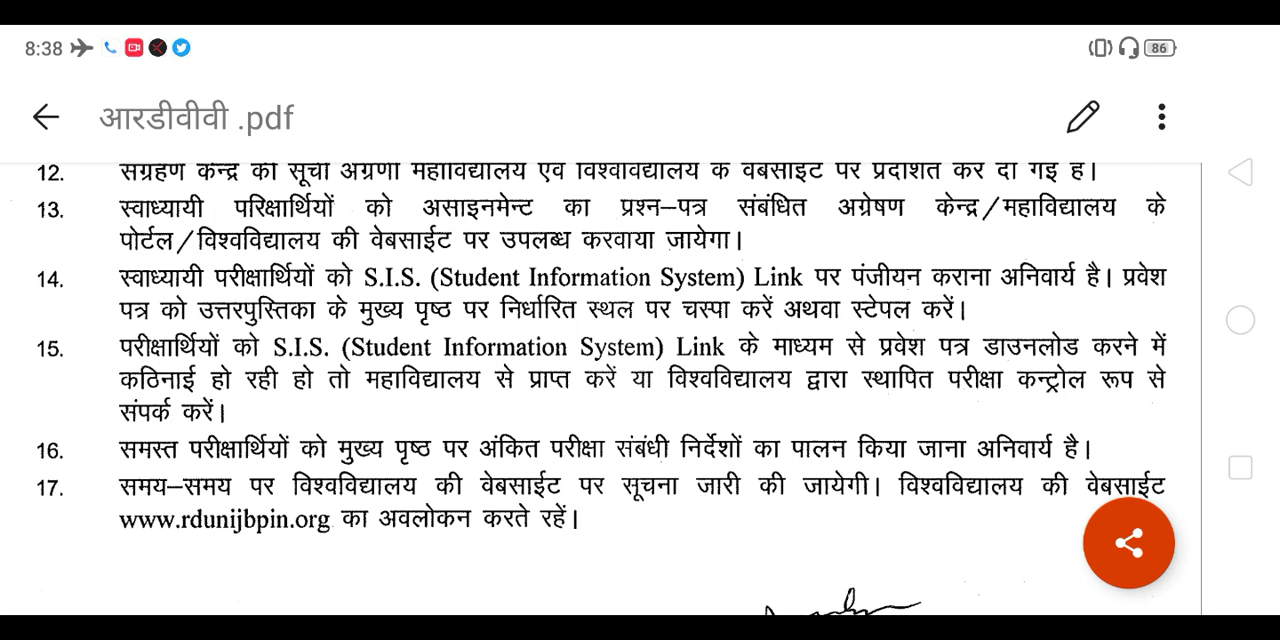 8:38
86
आरडीवीवी .pdf
12. संग्रहण केन्द्र की सूची अग्रणी महाविद्यालय एवं विश्वविद्यालय के वेबसाइट पर प्रदर्शित कर दी गई है।
13. स्वाध्यायी परिक्षार्थियों को असाइनमेन्ट का प्रश्न–पत्र संबंधित अग्रेषण केन्द्र/महाविद्यालय के
पोर्टल/विश्वविद्यालय की वेबसाईट पर उपलब्ध करवाया जायेगा।
14. स्वाध्यायी परीक्षार्थियों को S.I.S. (Student Information System) Link पर पंजीयन कराना अनिवार्य है। प्रवेश
पत्र को उत्तरपुस्तिका के मुख्य पृष्ठ पर निर्धारित स्थल पर चस्पा करें अथवा स्टेपल करें।
15. परीक्षार्थियों को S.I.S. (Student Information System) Link के माध्यम से प्रवेश पत्र डाउनलोड करने में
कठिनाई हो रही हो तो महाविद्यालय से प्राप्त करें या विश्वविद्यालय द्वारा स्थापित परीक्षा कन्ट्रोल रूप से
संपर्क करें।
16. समस्त परीक्षार्थियों को मुख्य पृष्ठ पर अंकित परीक्षा संबंधी निर्देशों का पालन किया जाना अनिवार्य है।
17. समय–समय पर विश्वविद्यालय की वेबसाईट पर सूचना जारी की जायेगी। विश्वविद्यालय की वेबसाईट
www.rdunijbpin.org का अवलोकन करते रहें।